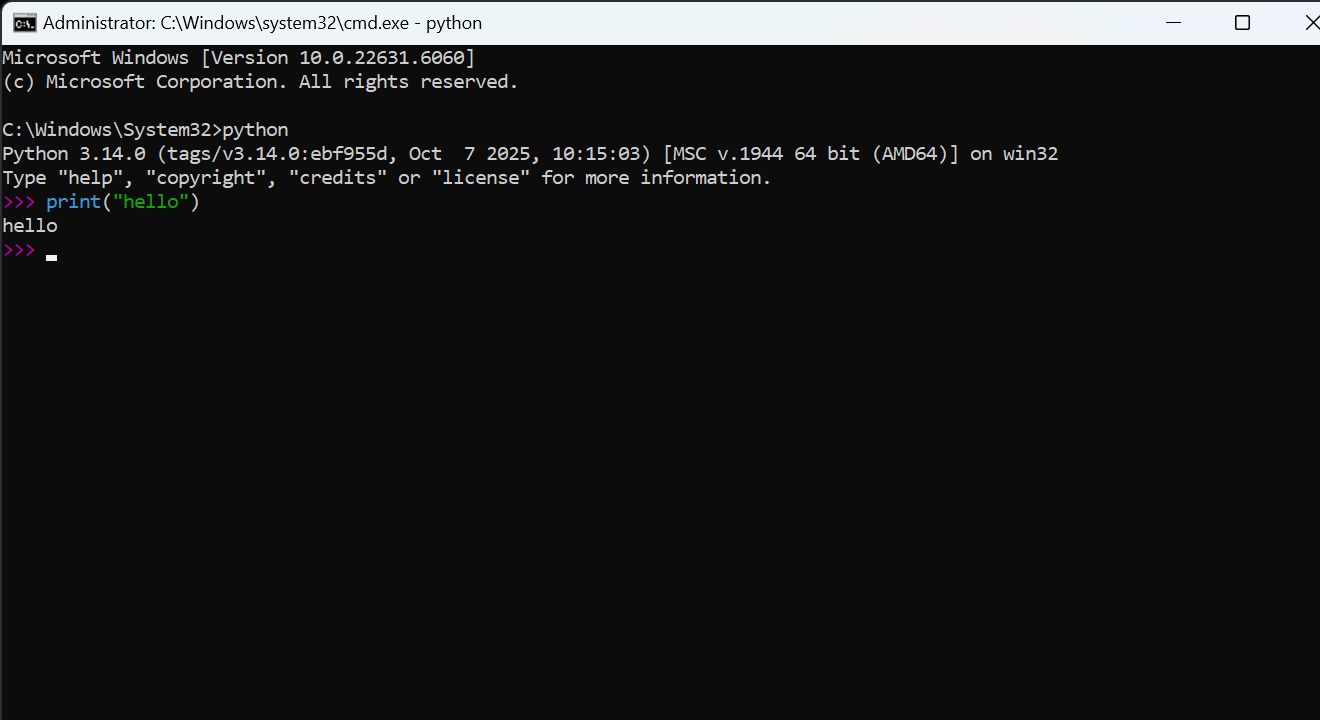 Administrator: C:\Windows\system32\cmd.exe - python
Microsoft Windows [Version 10.0.22631.6060]
(c) Microsoft Corporation. All rights reserved.
C:\Windows\System32>python
Python 3.14.0 (tags/v3.14.0:ebf955d, Oct  7 2025, 10:15:03) [MSC v.1944 64 bit (AMD64)] on win32
Type "help", "copyright", "credits" or "license" for more information.
>>> print("hello")
hello
>>>